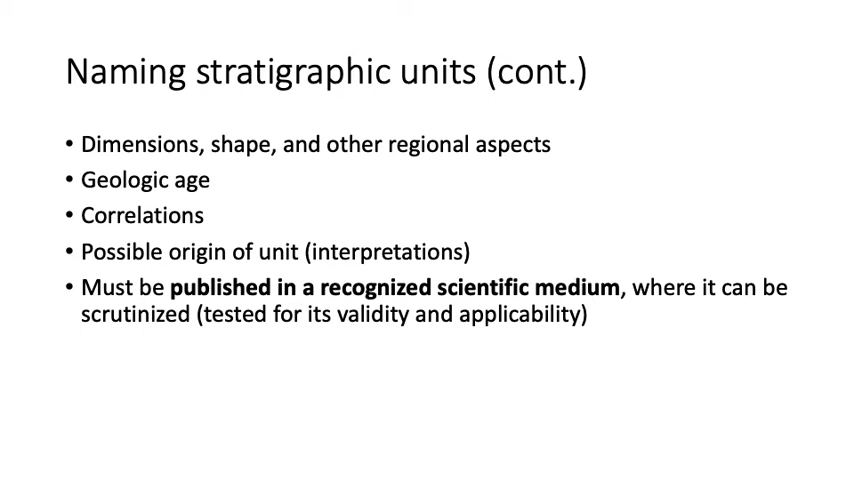 Naming stratigraphic units (cont.)
• Dimensions, shape, and other regional aspects
• Geologic age
• Correlations
• Possible origin of unit (interpretations)
• Must be published in a recognized scientific medium, where it can be
scrutinized (tested for its validity and applicability)